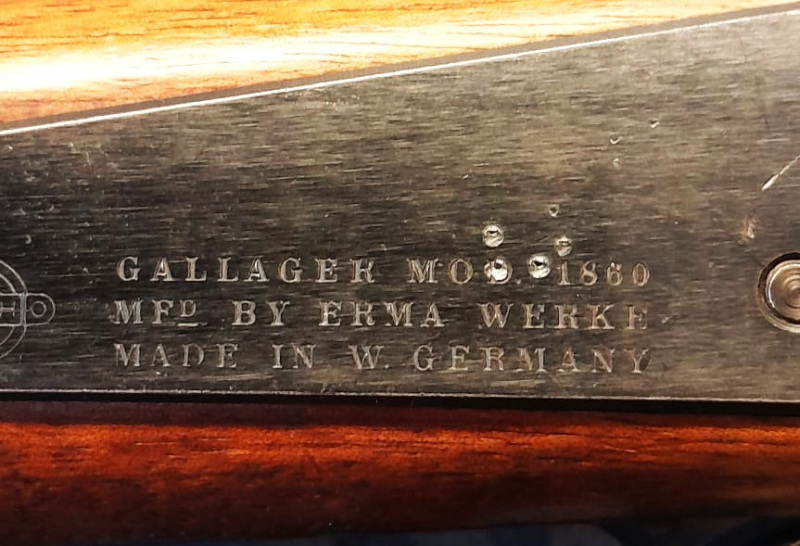 GALLAGER MOD. 1860
MFD BY ERMA WERKE
MADE IN W. GERMANY